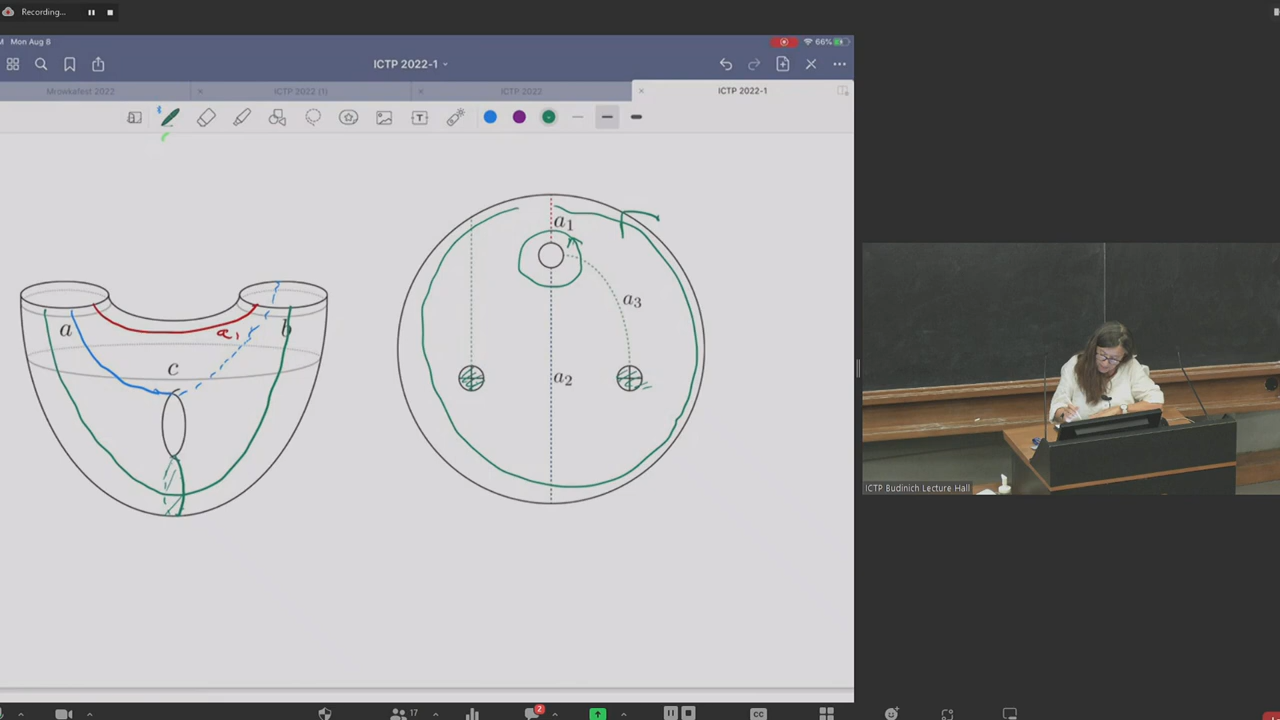 Recording...
Mon Aug 8
66%
ICTP 2022-1
Mrowkafest 2022
ICTP 2022 (1)
ICTP 2022
ICTP 2022-1
T
a₁
a₃
a
a₁
b
c
a₂
ICTP Budinich Lecture Hall
17
2
CC